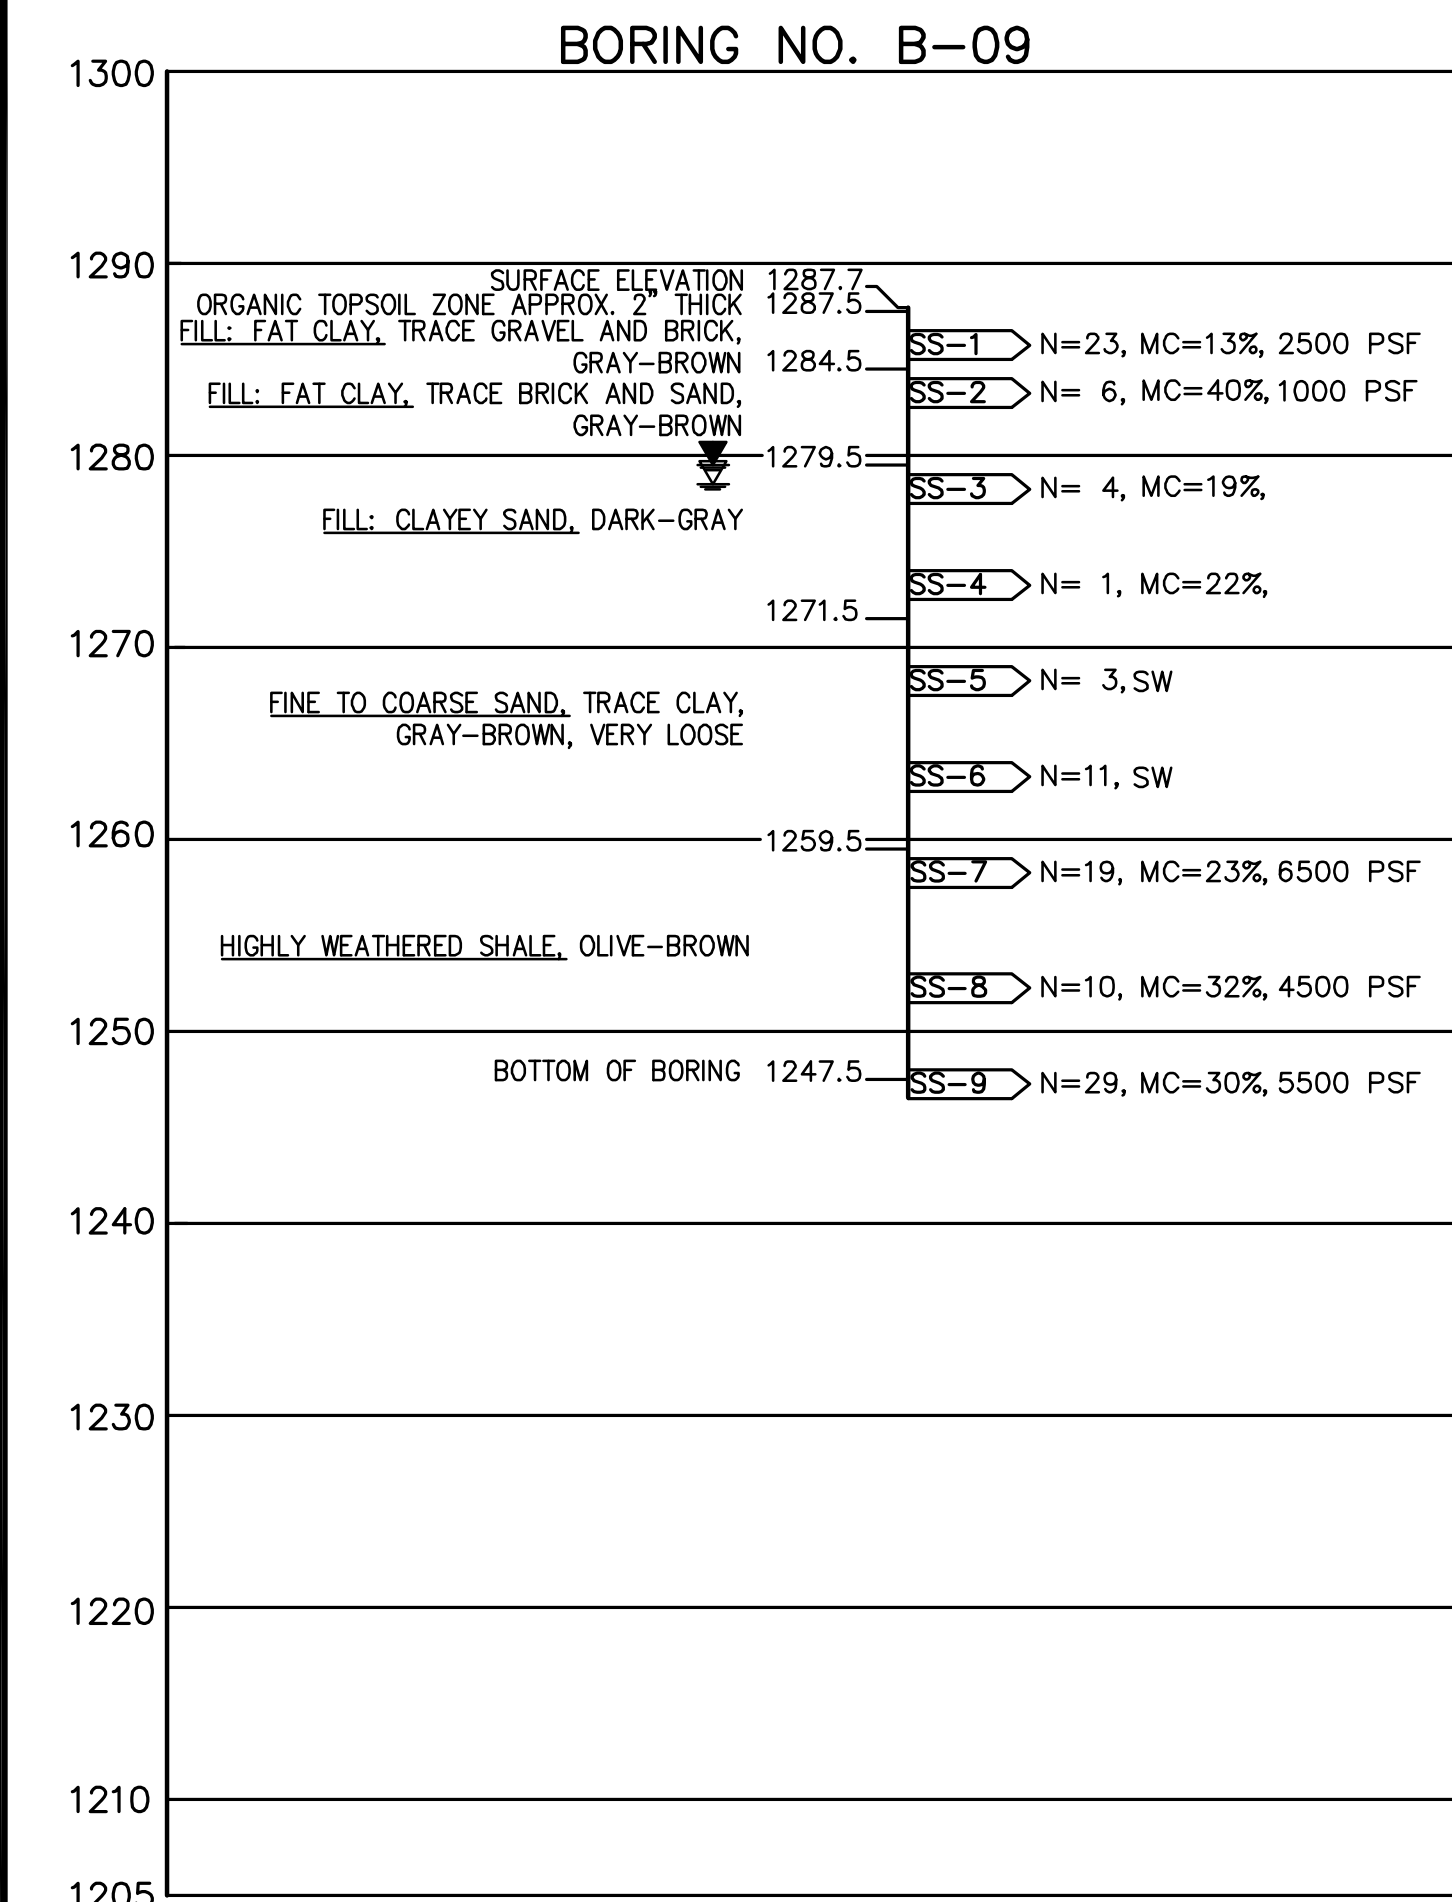 BORING NO. B-09
1300
1290
SURFACE ELEVATION 1287.7
ORGANIC TOPSOIL ZONE APPROX. 2" THICK 1287.5
FILL: FAT CLAY, TRACE GRAVEL AND BRICK,
GRAY-BROWN 1284.5
SS-1 N=23, MC=13%, 2500 PSF
FILL: FAT CLAY, TRACE BRICK AND SAND,
GRAY-BROWN
SS-2 N= 6, MC=40%, 1000 PSF
1280
1279.5
SS-3 N= 4, MC=19%,
FILL: CLAYEY SAND, DARK-GRAY
SS-4 N= 1, MC=22%,
1271.5
1270
SS-5 N= 3, SW
FINE TO COARSE SAND, TRACE CLAY,
GRAY-BROWN, VERY LOOSE
SS-6 N=11, SW
1260
1259.5
SS-7 N=19, MC=23%, 6500 PSF
HIGHLY WEATHERED SHALE, OLIVE-BROWN
SS-8 N=10, MC=32%, 4500 PSF
1250
BOTTOM OF BORING 1247.5
SS-9 N=29, MC=30%, 5500 PSF
1240
1230
1220
1210
1205